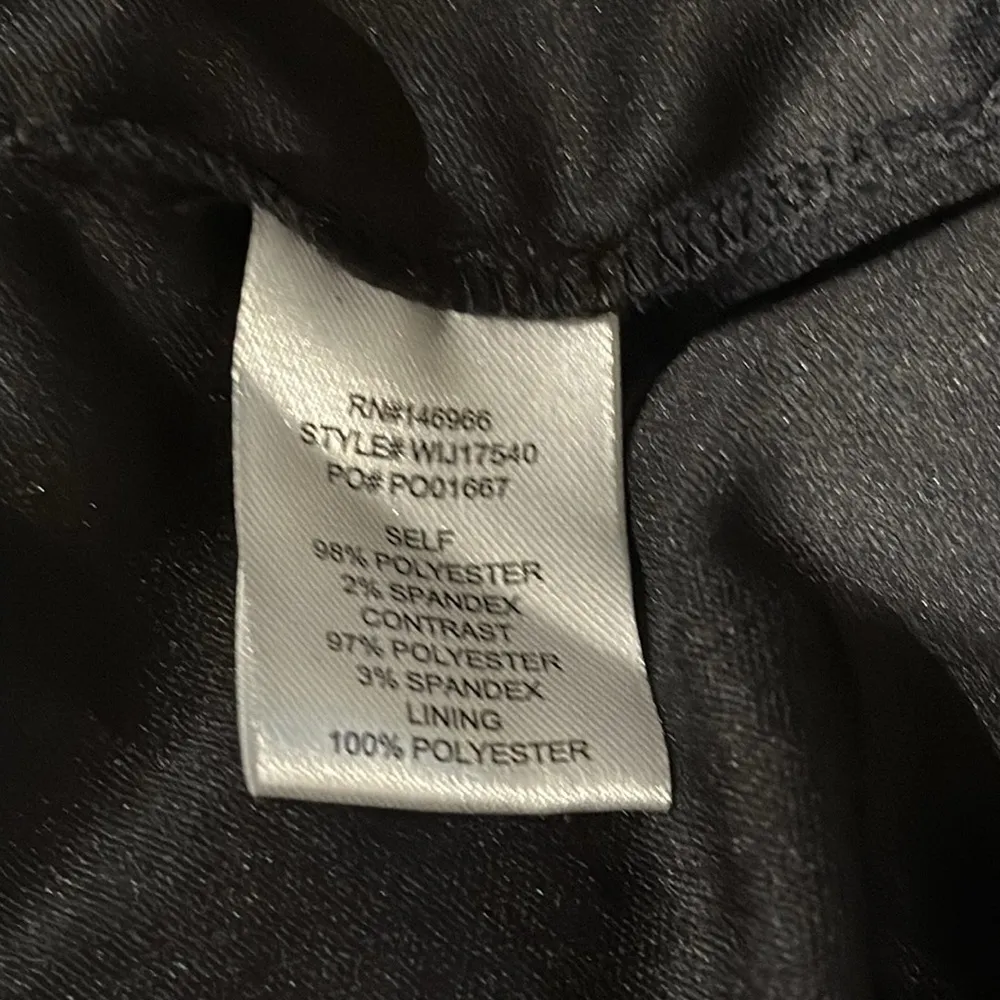 RN#146966
STYLE# WIJ17540
PO# PO01667
SELF
98% POLYESTER
2% SPANDEX
CONTRAST
97% POLYESTER
3% SPANDEX
LINING
100% POLYESTER